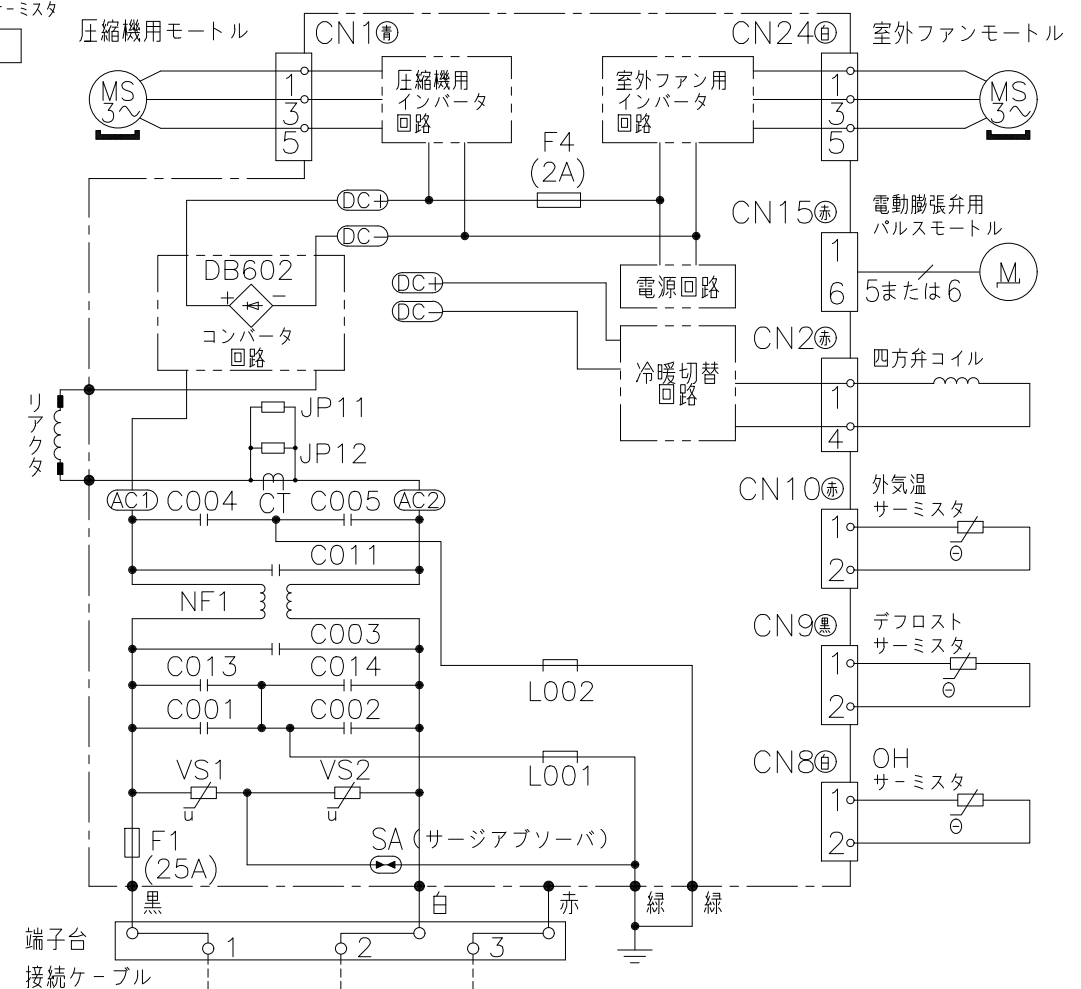 ーミスタ
圧縮機用モートル
CN1青
CN24白
室外ファンモートル
MS
3~
1
3
5
圧縮機用
インバータ
回路
室外ファン用
インバータ
回路
1
3
5
MS
3~
F4
(2A)
DC+
DC-
CN15赤
電動膨張弁用
パルスモートル
1
6
5または6
M
DB602
+
-
コンバータ
回路
DC+
DC-
電源回路
CN2赤
冷暖切替
回路
四方弁コイル
1
4
リアクタ
JP11
JP12
CT
AC1
C004
C005
AC2
CN10赤
外気温
サーミスタ
1
2
Θ
C011
NF1
C003
C013
C014
C001
C002
L002
CN9黒
デフロスト
サーミスタ
1
2
Θ
L001
VS1
u
VS2
u
CN8白
OH
サーミスタ
1
2
Θ
F1
(25A)
SA(サージアブソーバ)
黒
白
赤
緑
緑
端子台
1
2
3
接続ケーブル